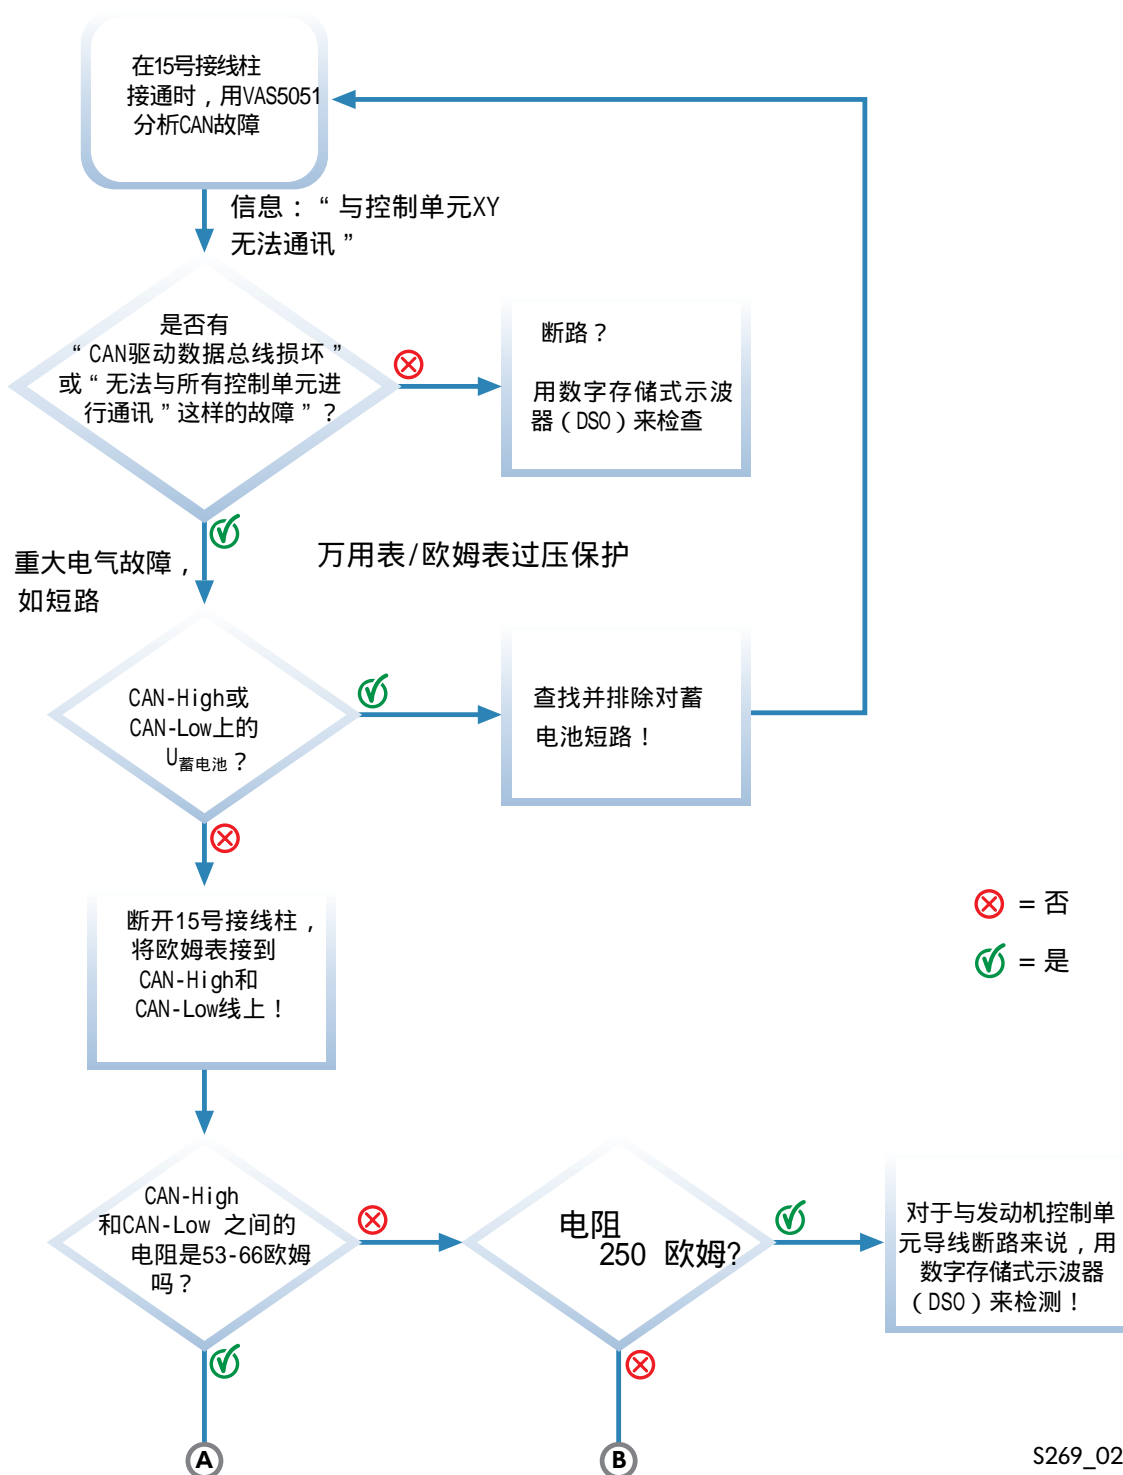 在15号接线柱
接通时，用VAS5051
分析CAN故障
信息：“与控制单元XY
无法通讯”
是否有
“CAN驱动数据总线损坏”
或“无法与所有控制单元进
行通讯”这样的故障”？
断路？
用数字存储式示波
器（DSO）来检查
重大电气故障，
如短路
万用表/欧姆表过压保护
CAN-High或
CAN-Low上的
U蓄电池？
查找并排除对蓄
电池短路！
断开15号接线柱，
将欧姆表接到
CAN-High和
CAN-Low线上！
= 否
= 是
CAN-High
和CAN-Low 之间的
电阻是53-66欧姆
吗？
电阻
250 欧姆?
对于与发动机控制单
元导线断路来说，用
数字存储式示波器
（DSO）来检测！
A
B
S269_02